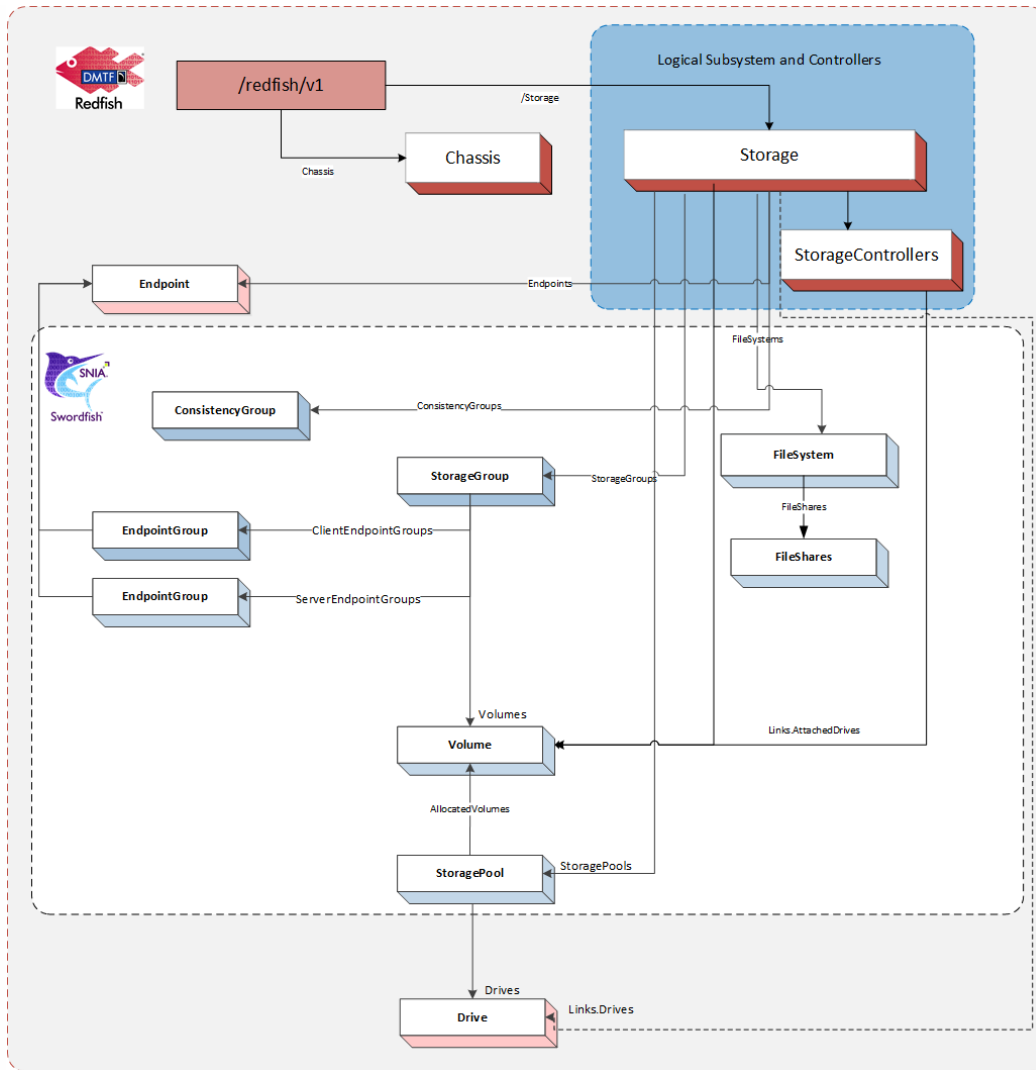 Logical Subsystem and Controllers
DMTF
Redfish
/redfish/v1
/Storage
Storage
Chassis
Chassis
StorageControllers
Endpoint
Endpoints
FileSystems
SNIA
Swordfish
ConsistencyGroup
ConsistencyGroups
FileSystem
StorageGroup
StorageGroups
FileShares
EndpointGroup
ClientEndpointGroups
FileShares
EndpointGroup
ServerEndpointGroups
Volumes
Volume
Links.AttachedDrives
AllocatedVolumes
StoragePool
StoragePools
Drives
Drive
Links.Drives